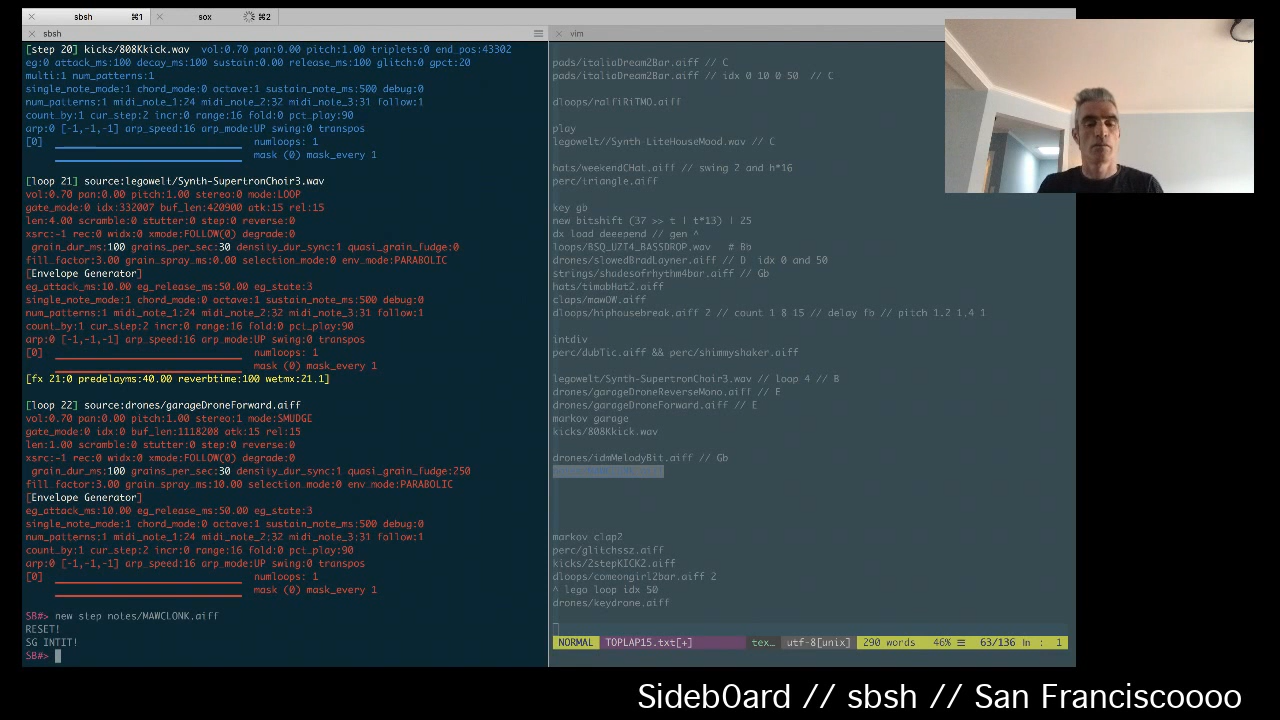 sbsh ⌘1
sox ⌘2
sbsh
[step 20] kicks/808Kkick.wav  vol:0.70 pan:0.00 pitch:1.00 triplets:0 end_pos:43302
eg:0 attack_ms:100 decay_ms:100 sustain:0.00 release_ms:100 glitch:0 gpct:20
multi:1 num_patterns:1
single_note_mode:1 chord_mode:0 octave:1 sustain_note_ms:500 debug:0
num_patterns:1 midi_note_1:24 midi_note_2:32 midi_note_3:31 follow:1
count_by:1 cur_step:2 incr:0 range:16 fold:0 pct_play:90
arp:0 [-1,-1,-1] arp_speed:16 arp_mode:UP swing:0 transpos
[0] numloops: 1
mask (0) mask_every 1
[loop 21] source:legowelt/Synth-SupertronChoir3.wav
vol:0.70 pan:0.00 pitch:1.00 stereo:0 mode:LOOP
gate_mode:0 idx:332007 buf_len:420900 atk:15 rel:15
len:4.00 scramble:0 stutter:0 step:0 reverse:0
xsrc:-1 rec:0 widx:0 xmode:FOLLOW(0) degrade:0
grain_dur_ms:100 grains_per_sec:30 density_dur_sync:1 quasi_grain_fudge:0
fill_factor:3.00 grain_spray_ms:0.00 selection_mode:0 env_mode:PARABOLIC
[Envelope Generator]
eg_attack_ms:10.00 eg_release_ms:50.00 eg_state:3
single_note_mode:1 chord_mode:0 octave:1 sustain_note_ms:500 debug:0
num_patterns:1 midi_note_1:24 midi_note_2:32 midi_note_3:31 follow:1
count_by:1 cur_step:2 incr:0 range:16 fold:0 pct_play:90
arp:0 [-1,-1,-1] arp_speed:16 arp_mode:UP swing:0 transpos
[0] numloops: 1
mask (0) mask_every 1
[fx 21:0 predelayms:40.00 reverbtime:100 wetmx:21.1]
[loop 22] source:drones/garageDroneForward.aiff
vol:0.70 pan:0.00 pitch:1.00 stereo:1 mode:SMUDGE
gate_mode:0 idx:0 buf_len:1118208 atk:15 rel:15
len:1.00 scramble:0 stutter:0 step:0 reverse:0
xsrc:-1 rec:0 widx:0 xmode:FOLLOW(0) degrade:0
grain_dur_ms:100 grains_per_sec:30 density_dur_sync:1 quasi_grain_fudge:250
fill_factor:3.00 grain_spray_ms:10.00 selection_mode:0 env_mode:PARABOLIC
[Envelope Generator]
eg_attack_ms:10.00 eg_release_ms:50.00 eg_state:3
single_note_mode:1 chord_mode:0 octave:1 sustain_note_ms:500 debug:0
num_patterns:1 midi_note_1:24 midi_note_2:32 midi_note_3:31 follow:1
count_by:1 cur_step:2 incr:0 range:16 fold:0 pct_play:90
arp:0 [-1,-1,-1] arp_speed:16 arp_mode:UP swing:0 transpos
[0] numloops: 1
mask (0) mask_every 1
SB#> new step notes/MAWCLONK.aiff
RESET!
SG INTIT!
SB#>
vim
pads/italiaDream2Bar.aiff // C
pads/italiaDream2Bar.aiff // idx 0 10 0 50  // C
dloops/ralfiRiTMO.aiff
play
legowelt//Synth LiteHouseMood.wav // C
hats/weekendCHat.aiff // swing 2 and h*16
perc/triangle.aiff
key gb
new bitshift (37 >> t | t*13) | 25
dx load deeepend // gen ^
loops/BSQ_UZI4_BASSDROP.wav   # Bb
drones/slowedBradLayner.aiff // D  idx 0 and 50
strings/shadesofrhythm4bar.aiff // Gb
hats/timabHat2.aiff
claps/mawOW.aiff
dloops/hiphousebreak.aiff 2 // count 1 8 15 // delay fb // pitch 1.2 1.4 1
intdiv
perc/dubTic.aiff && perc/shimmyshaker.aiff
legowelt/Synth-SupertronChoir3.wav // loop 4 // B
drones/garageDroneReverseMono.aiff // E
drones/garageDroneForward.aiff // E
markov garage
kicks/808Kkick.wav
drones/idmMelodyBit.aiff // Gb
markov clap2
perc/glitchssz.aiff
kicks/2stepKICK2.aiff
dloops/comeongirl2bar.aiff 2
^ lego loop idx 50
drones/keydrone.aiff
NORMAL TOPLAP15.txt[+] tex… utf-8[unix] 290 words 46% ☰ 63/136 ln : 1
Sideb0ard // sbsh // San Franciscoooo